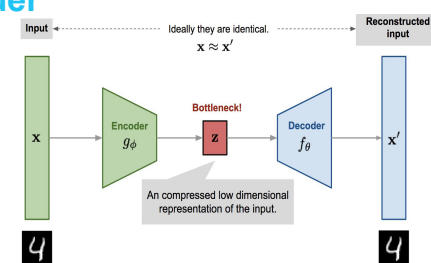 Input
Ideally they are identical.
x ≈ x′
Reconstructed
input
Bottleneck!
x
Encoder
gϕ
z
Decoder
fθ
x′
An compressed low dimensional
representation of the input.
4
4